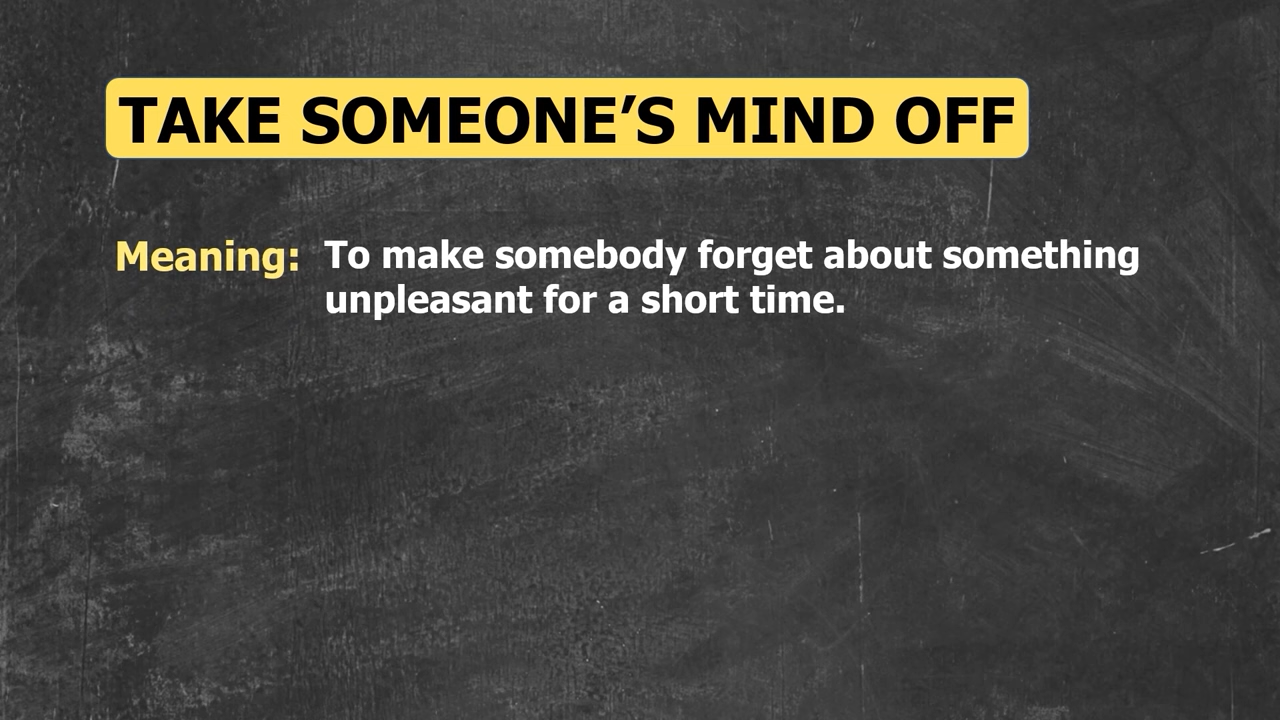 TAKE SOMEONE’S MIND OFF
Meaning: To make somebody forget about something
unpleasant for a short time.